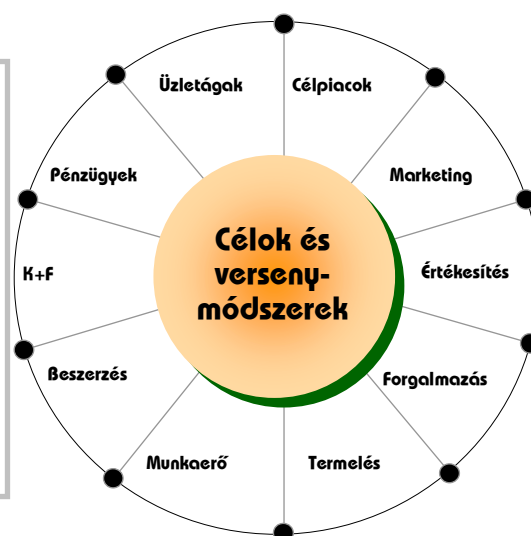 Üzletágak
Célpiacok
Pénzügyek
Marketing
Célok és
verseny-
módszerek
K+F
Értékesítés
Beszerzés
Forgalmazás
Munkaerő
Termelés